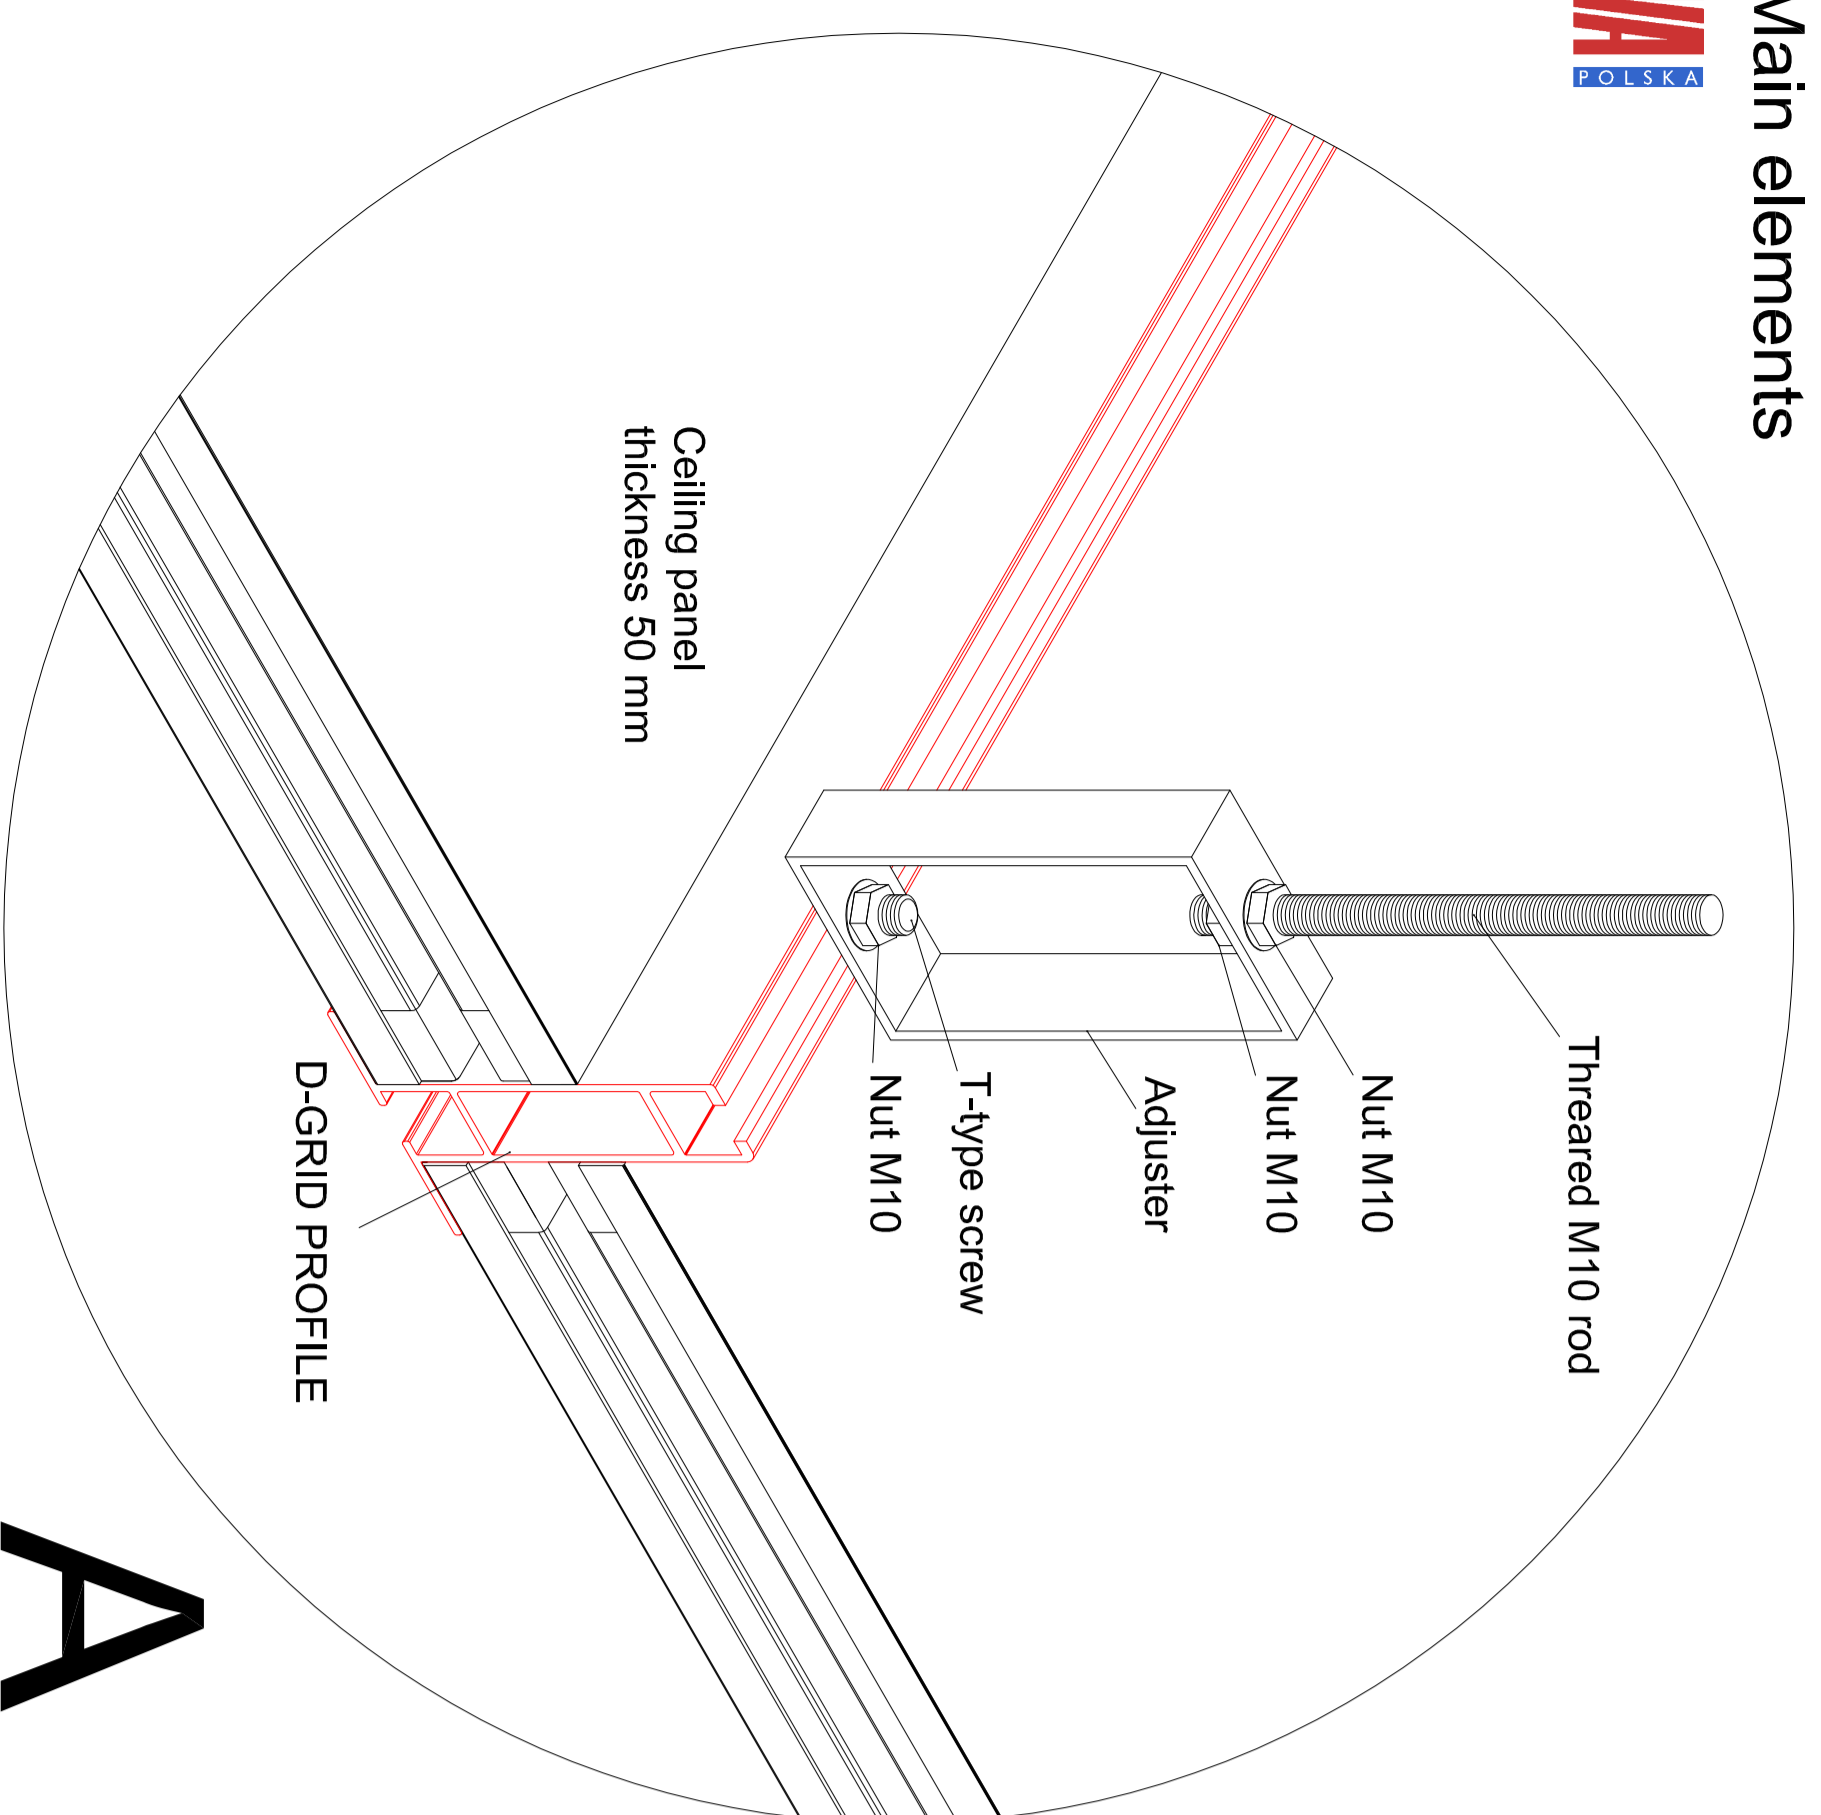 Main elements
POLSKA
Threared M10 rod
Nut M10
Nut M10
Adjuster
T-type screw
Nut M10
Ceiling panel
thickness 50 mm
D-GRID PROFILE
A